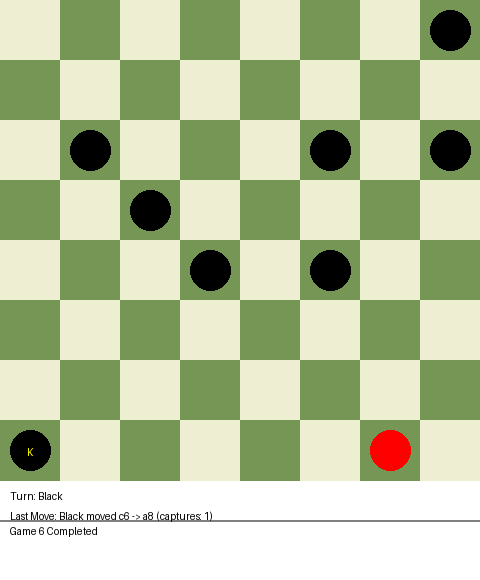 K
Turn: Black
Last Move: Black moved c6 -> a8 (captures: 1)
Game 6 Completed